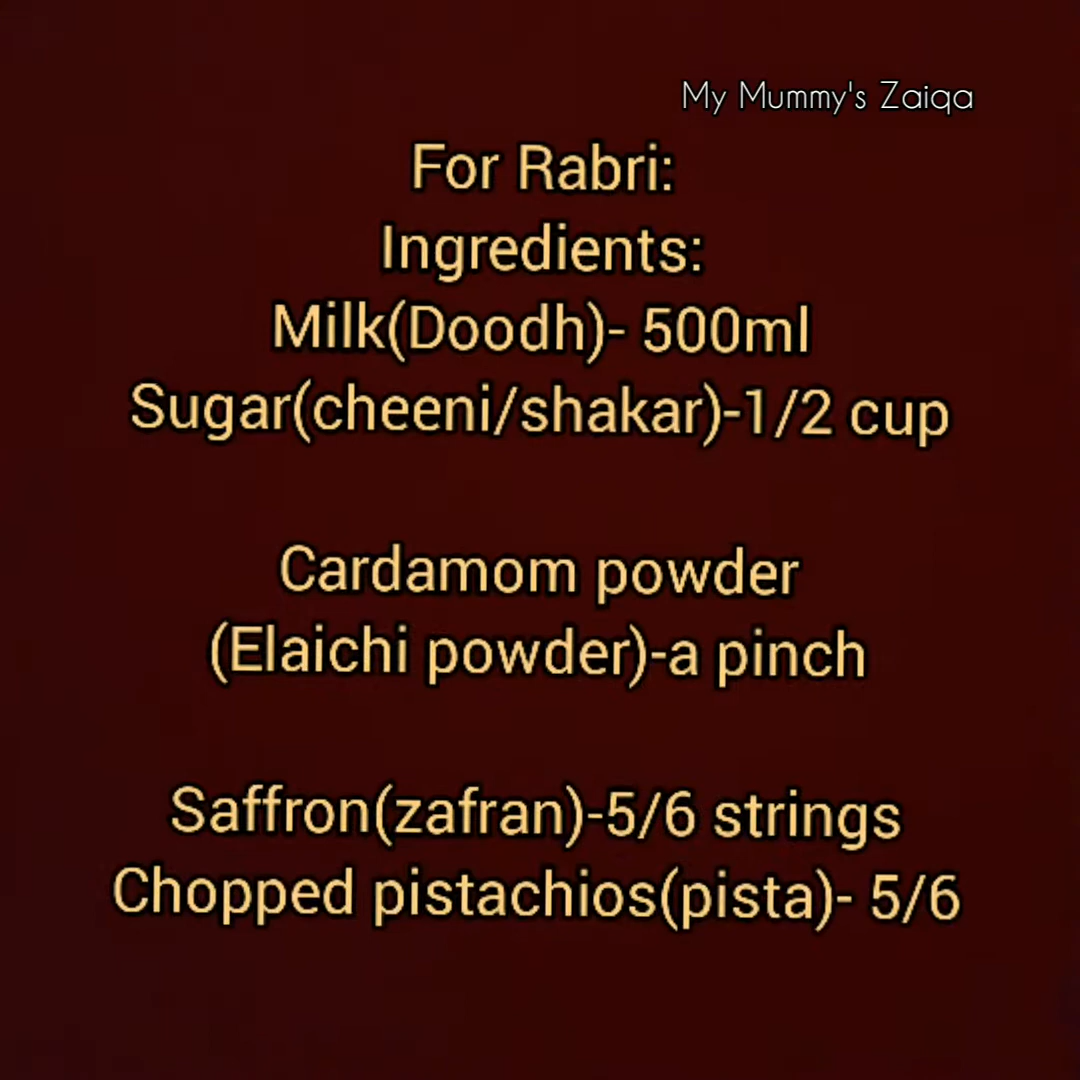 My Mummy's Zaiqa
For Rabri:
Ingredients:
Milk(Doodh)- 500ml
Sugar(cheeni/shakar)-1/2 cup
Cardamom powder
(Elaichi powder)-a pinch
Saffron(zafran)-5/6 strings
Chopped pistachios(pista)- 5/6